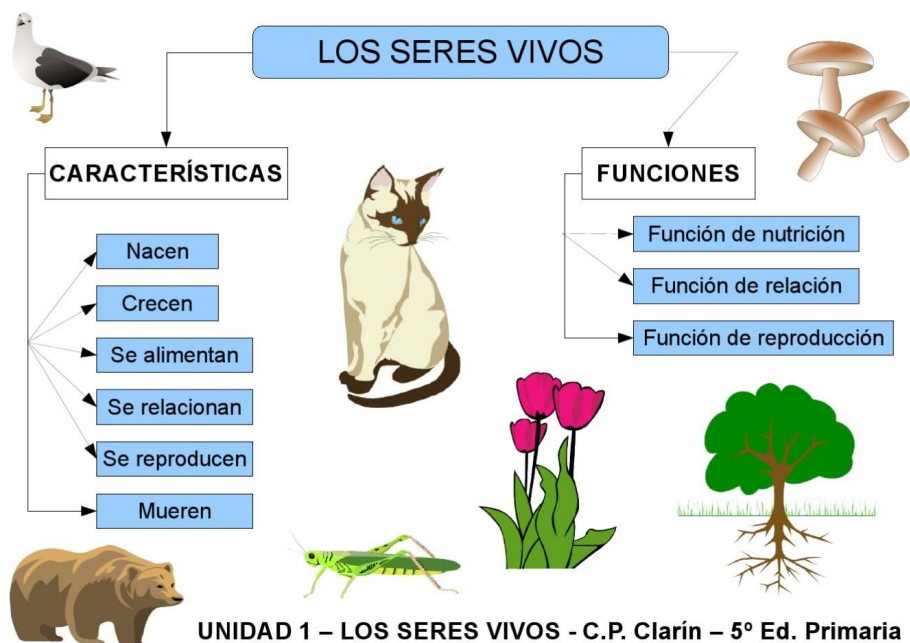 LOS SERES VIVOS
CARACTERÍSTICAS
Nacen
Crecen
Se alimentan
Se relacionan
Se reproducen
Mueren
FUNCIONES
Función de nutrición
Función de relación
Función de reproducción
UNIDAD 1 – LOS SERES VIVOS - C.P. Clarín – 5º Ed. Primaria